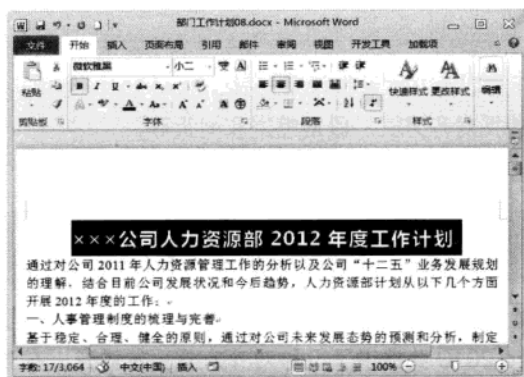 部门工作计划08.docx - Microsoft Word
文件 开始 插入 页面布局 引用 邮件 审阅 视图 开发工具 加载项
微软雅黑 小二
粘贴 快速样式 更改样式 编辑
剪贴板 字体 段落 样式
×××公司人力资源部 2012 年度工作计划
通过对公司 2011 年人力资源管理工作的分析以及公司“十二五”业务发展规划
的理解，结合目前公司发展状况和今后趋势，人力资源部计划从以下几个方面
开展 2012 年度的工作：
一、人事管理制度的梳理与完善
基于稳定、合理、健全的原则，通过对公司未来发展态势的预测和分析，制定
字数: 17/3,064 中文(中国) 插入 100%